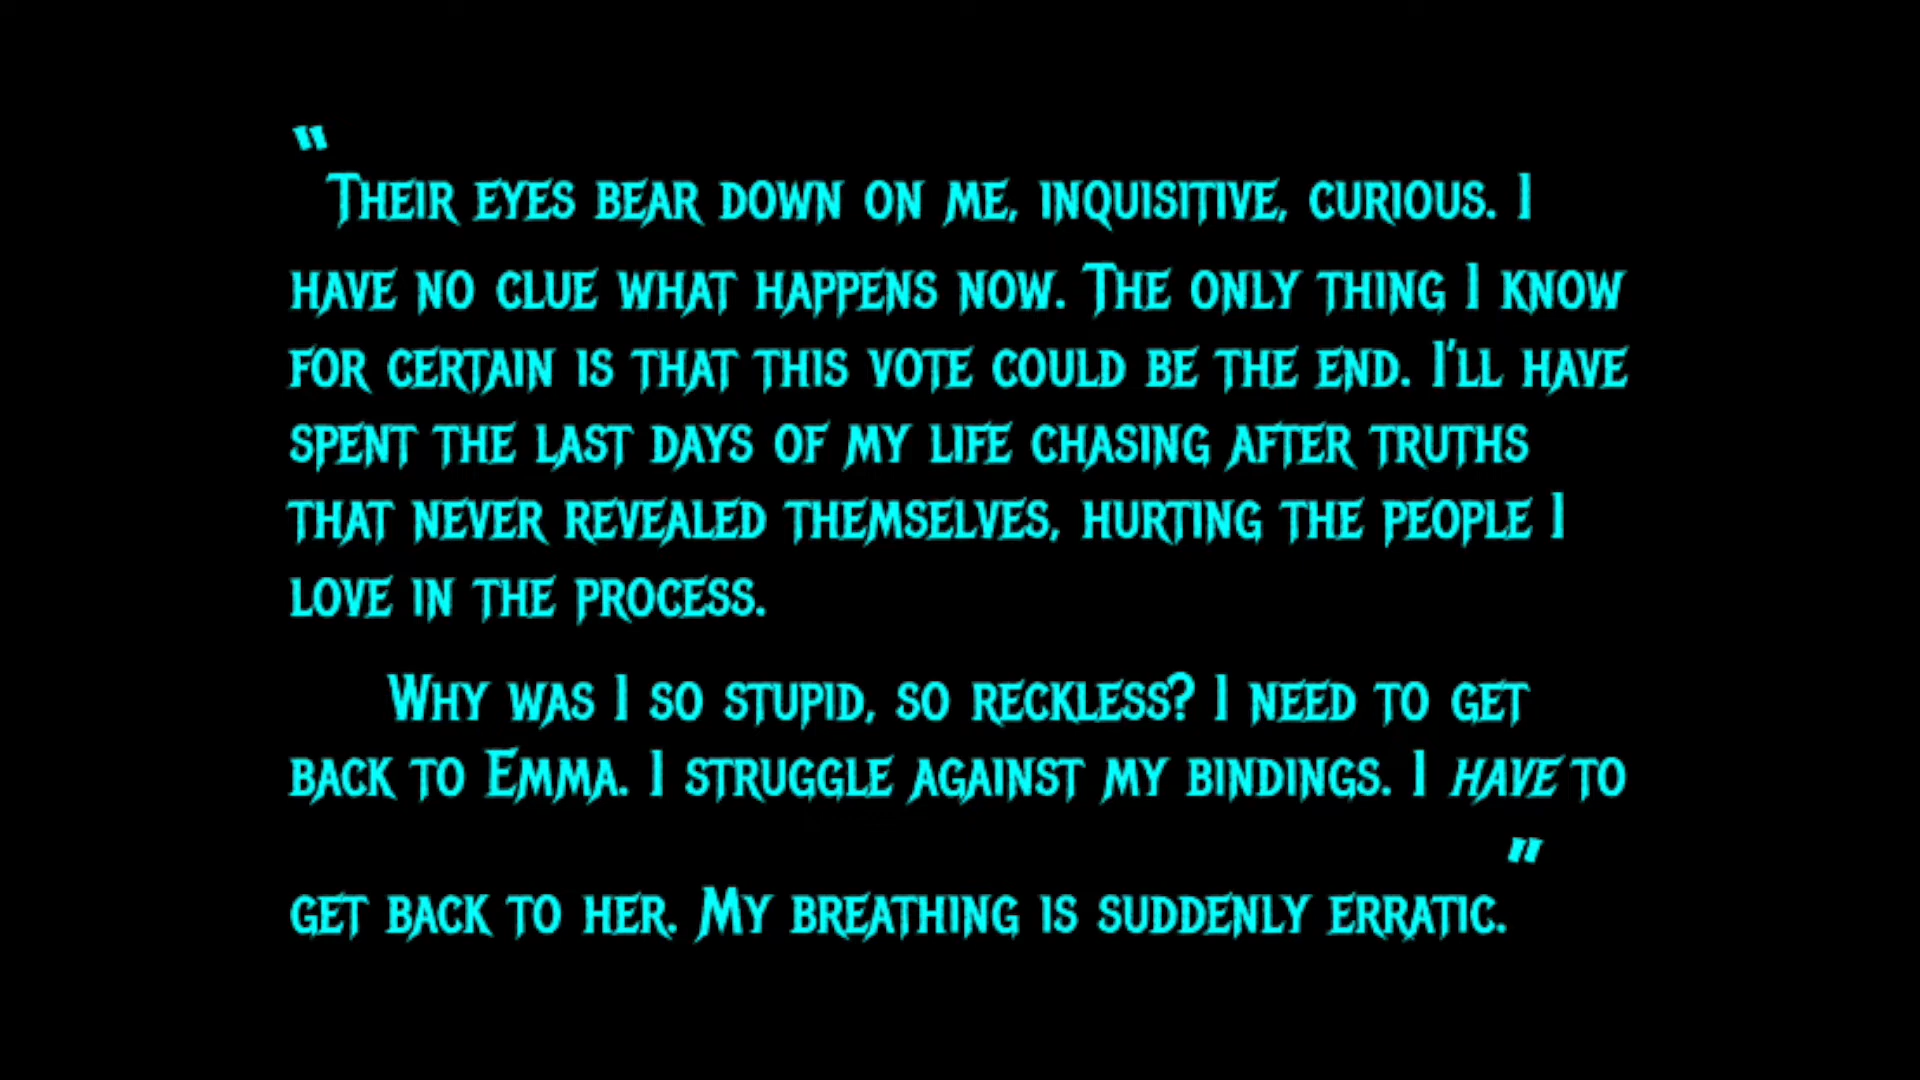 "Their eyes bear down on me, inquisitive, curious. I
have no clue what happens now. The only thing I know
for certain is that this vote could be the end. I'll have
spent the last days of my life chasing after truths
that never revealed themselves, hurting the people I
love in the process.
Why was I so stupid, so reckless? I need to get
back to Emma. I struggle against my bindings. I have to
get back to her. My breathing is suddenly erratic."